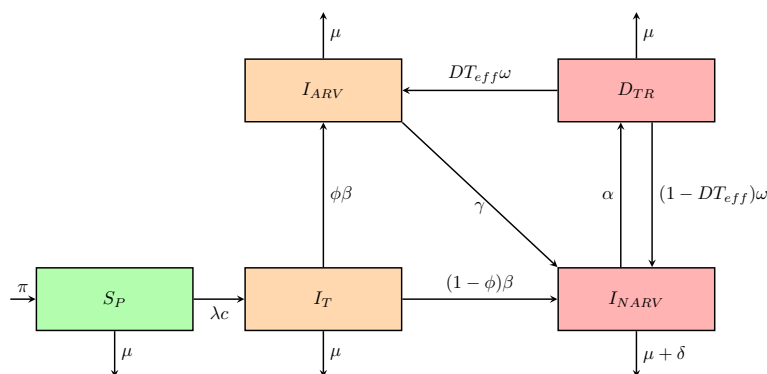 μ
μ
I_{ARV}
DT_{eff}ω
D_{TR}
ϕβ
γ
α
(1 - DT_{eff})ω
π
S_P
λc
I_T
(1 - ϕ)β
I_{NARV}
μ
μ
μ + δ